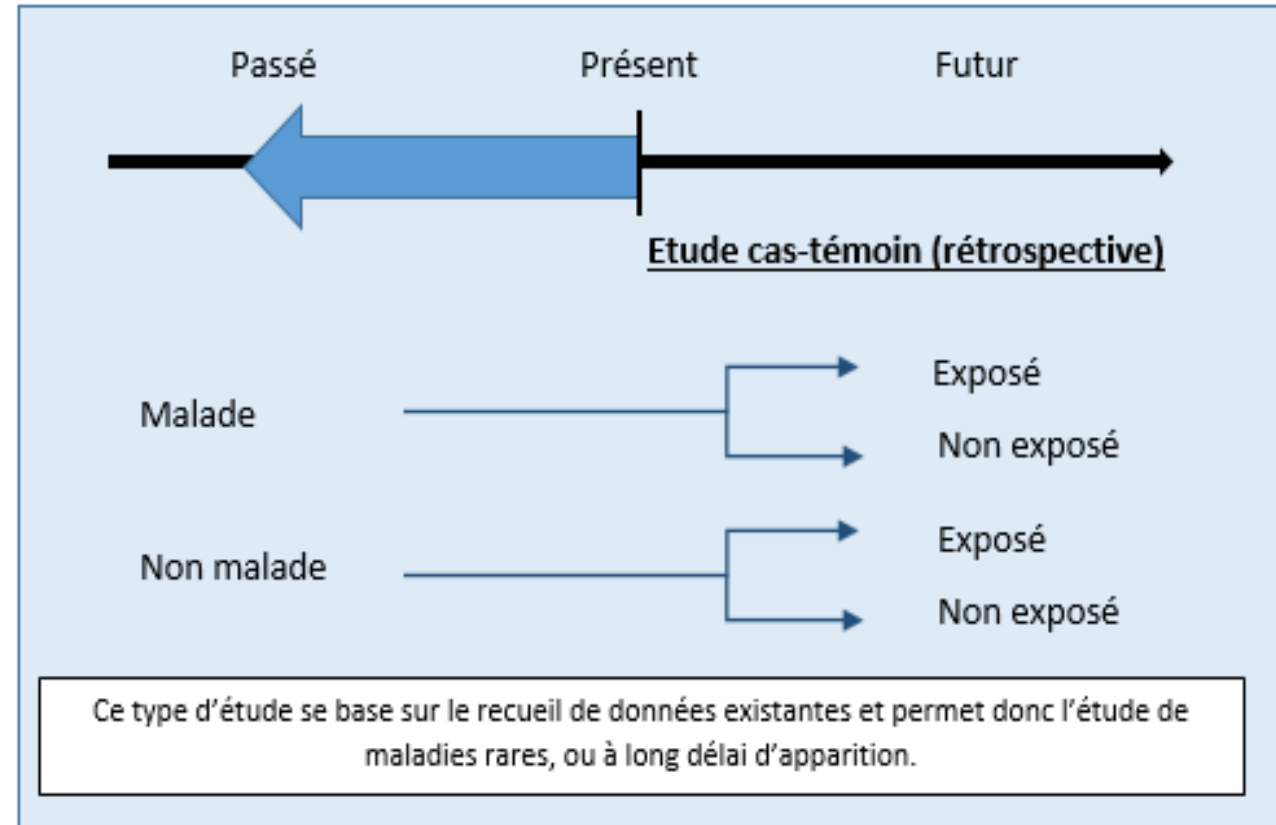 Passé Présent Futur
Etude cas-témoin (rétrospective)
Exposé
Malade
Non exposé
Exposé
Non malade
Non exposé
Ce type d’étude se base sur le recueil de données existantes et permet donc l’étude de
maladies rares, ou à long délai d’apparition.